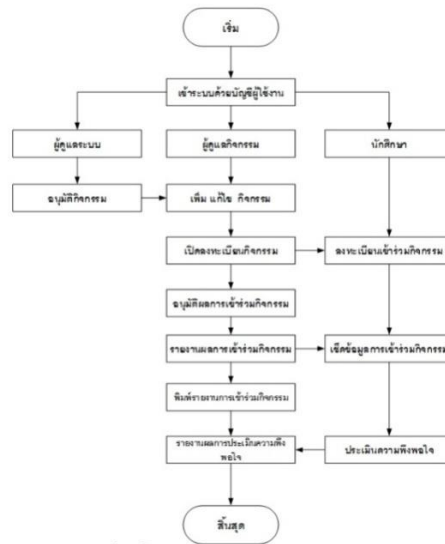 เริ่ม
เข้าระบบด้วยบัญชีผู้ใช้งาน
ผู้ดูแลระบบ
ผู้ดูแลกิจกรรม
นักศึกษา
อนุมัติกิจกรรม
เพิ่ม แก้ไข กิจกรรม
เปิดลงทะเบียนกิจกรรม
ลงทะเบียนเข้าร่วมกิจกรรม
อนุมัติผลการเข้าร่วมกิจกรรม
รายงานผลการเข้าร่วมกิจกรรม
เช็คข้อมูลการเข้าร่วมกิจกรรม
พิมพ์รายงานการเข้าร่วมกิจกรรม
รายงานผลการประเมินความพึง
พอใจ
ประเมินความพึงพอใจ
สิ้นสุด